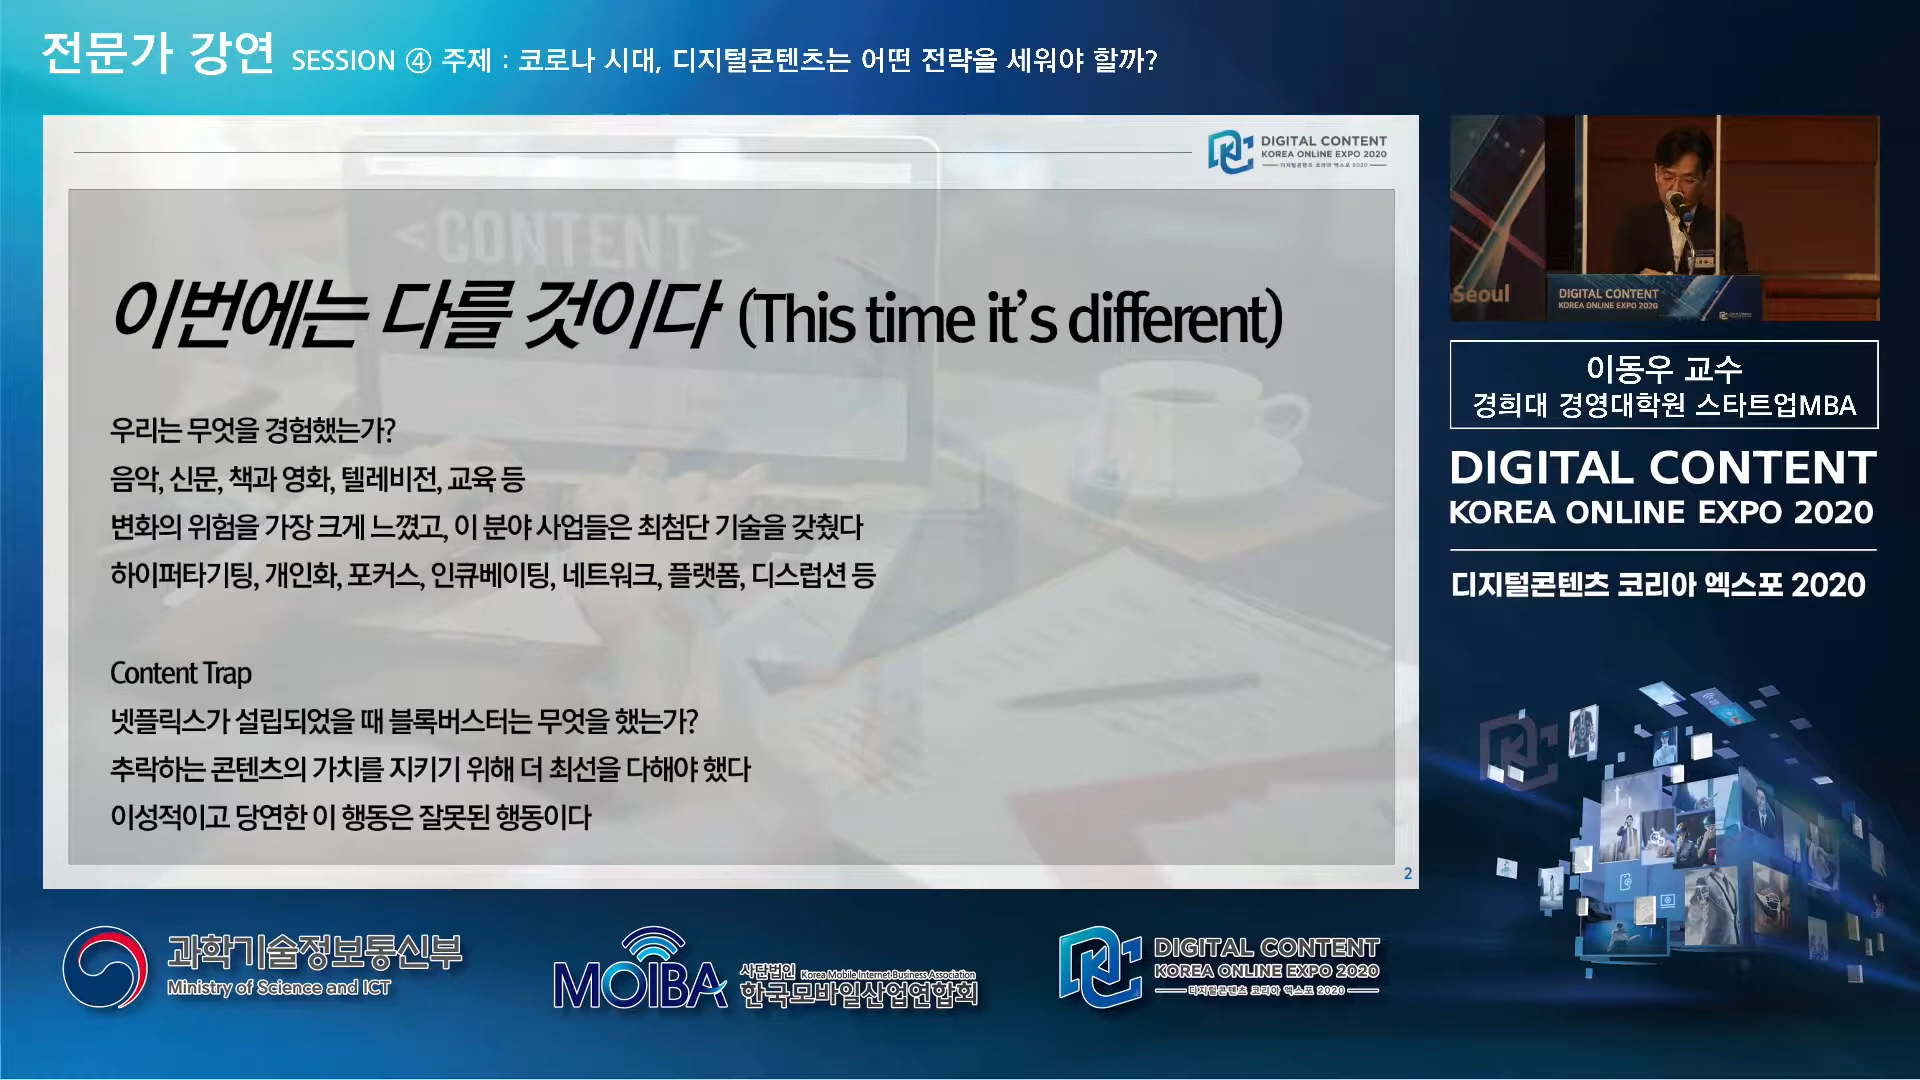 전문가 강연 SESSION ④ 주제 : 코로나 시대, 디지털콘텐츠는 어떤 전략을 세워야 할까?
DIGITAL CONTENT
KOREA ONLINE EXPO 2020
디지털콘텐츠 코리아 엑스포 2020
<CONTENT>
이번에는 다를 것이다 (This time it's different)
우리는 무엇을 경험했는가?
음악, 신문, 책과 영화, 텔레비전, 교육 등
변화의 위험을 가장 크게 느꼈고, 이 분야 사업들은 최첨단 기술을 갖췄다
하이퍼타기팅, 개인화, 포커스, 인큐베이팅, 네트워크, 플랫폼, 디스럽션 등
Content Trap
넷플릭스가 설립되었을 때 블록버스터는 무엇을 했는가?
추락하는 콘텐츠의 가치를 지키기 위해 더 최선을 다해야 했다
이성적이고 당연한 이 행동은 잘못된 행동이다
2
Seoul
DIGITAL CONTENT
KOREA ONLINE EXPO 2020
이동우 교수
경희대 경영대학원 스타트업MBA
DIGITAL CONTENT
KOREA ONLINE EXPO 2020
디지털콘텐츠 코리아 엑스포 2020
과학기술정보통신부
Ministry of Science and ICT
MOIBA
사단법인 Korea Mobile Internet Business Association
한국모바일산업연합회
DIGITAL CONTENT
KOREA ONLINE EXPO 2020
디지털콘텐츠 코리아 엑스포 2020